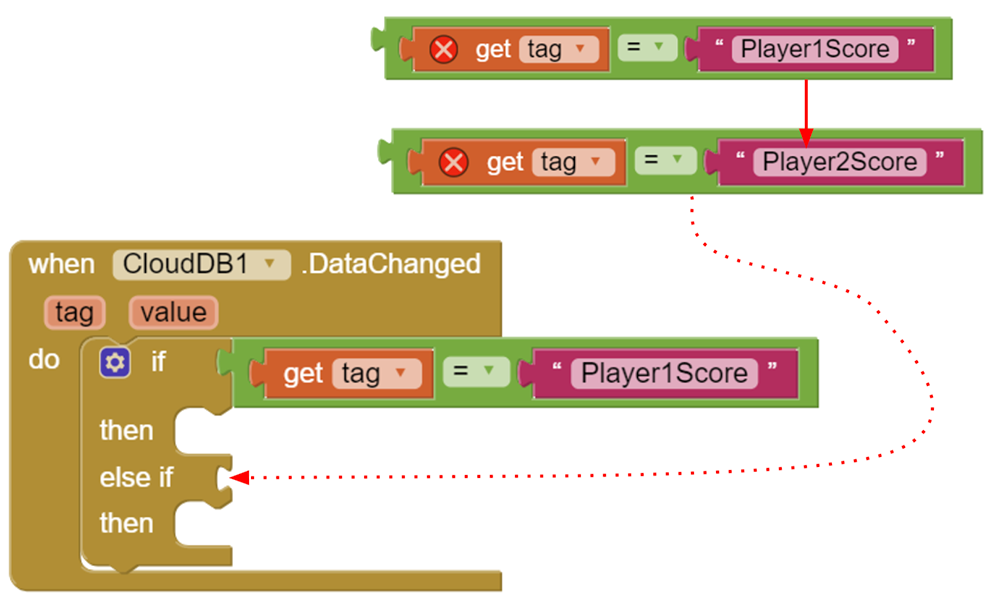 get tag = “ Player1Score ”
get tag = “ Player2Score ”
when CloudDB1 .DataChanged
tag value
do if get tag = “ Player1Score ”
then
else if
then